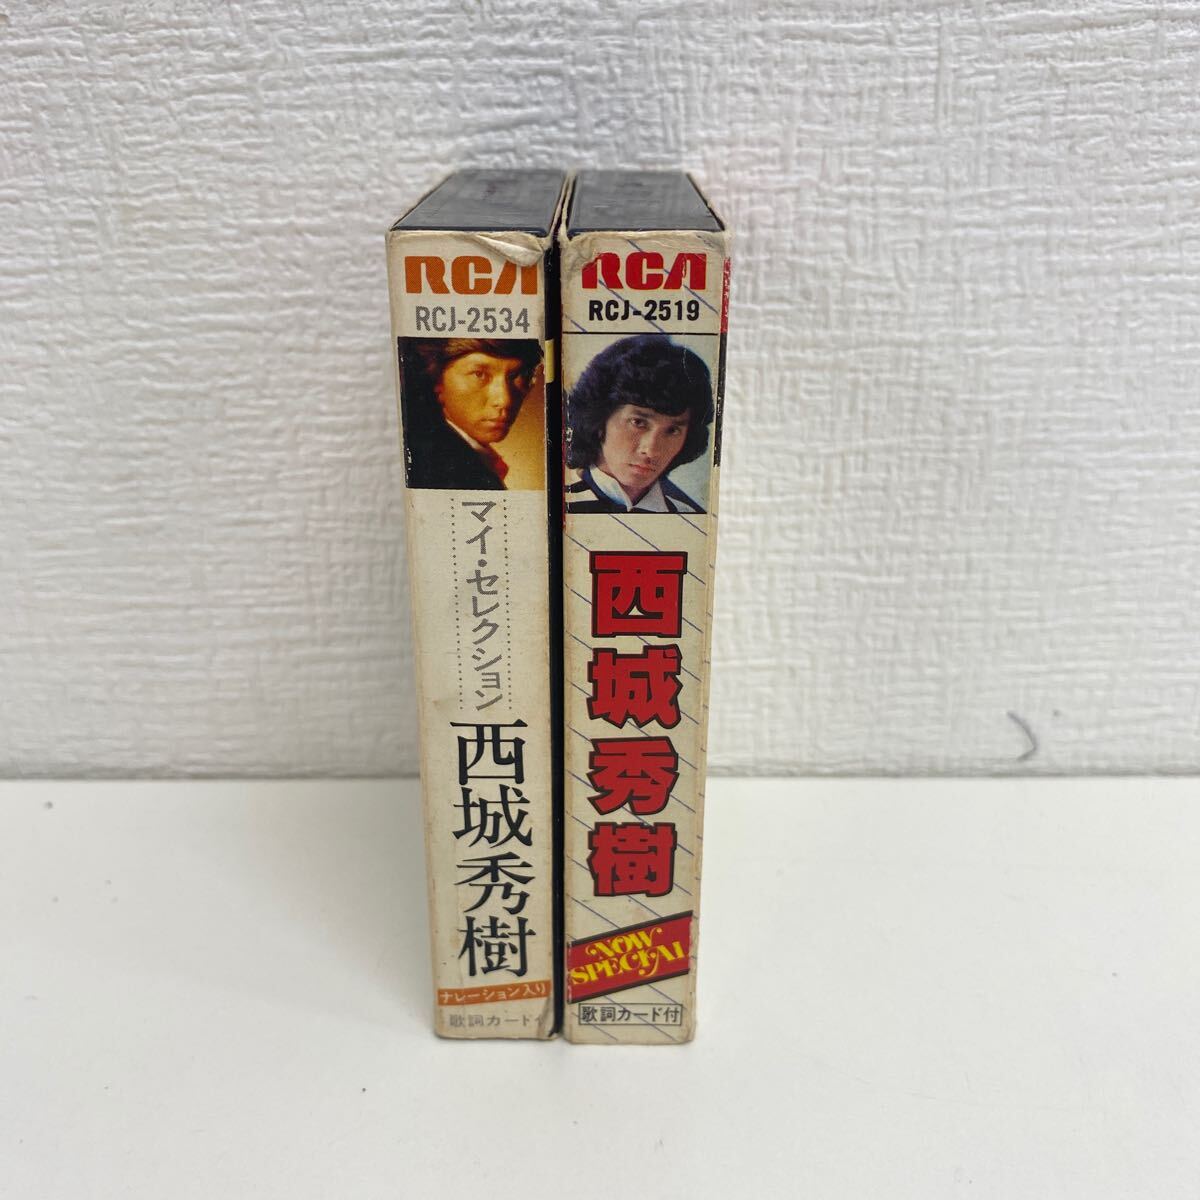 RCA
RCJ-2534
マイ・セレクション
西城秀樹
ナレーション入り
歌詞カード付
RCA
RCJ-2519
西城秀樹
NOW
SPECIAL
歌詞カード付